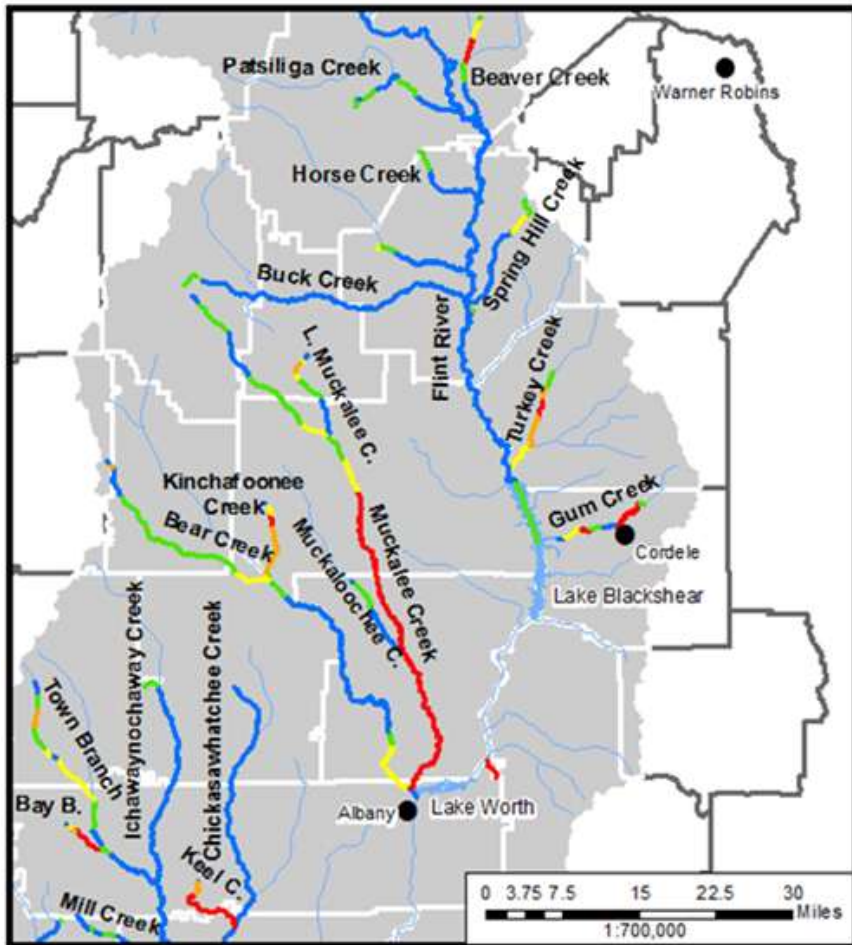 Patsiliga Creek
Beaver Creek
Warner Robins
Horse Creek
Spring Hill Creek
Buck Creek
Flint River
L. Muckalee C.
Turkey Creek
Kinchafoonee
Creek
Gum Creek
Bear Creek
Muckalee Creek
Cordele
Muckaloochee C.
Lake Blackshear
Ichawaynochaway Creek
Chickasawhatchee Creek
Town Branch
Bay B.
Albany
Lake Worth
Keel C.
Mill Creek
0 3.75 7.5 15 22.5 30
Miles
1:700,000